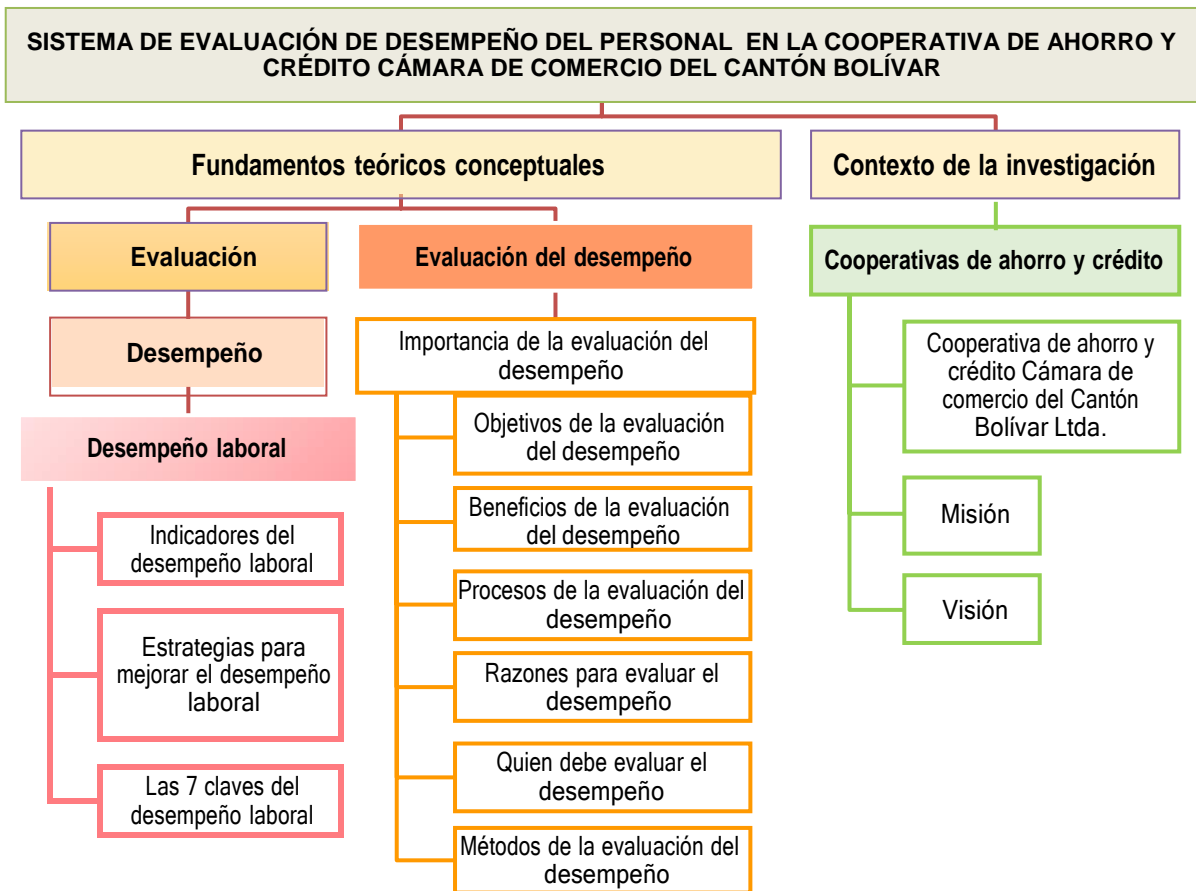 SISTEMA DE EVALUACIÓN DE DESEMPEÑO DEL PERSONAL EN LA COOPERATIVA DE AHORRO Y
CRÉDITO CÁMARA DE COMERCIO DEL CANTÓN BOLÍVAR
Fundamentos teóricos conceptuales
Evaluación
Desempeño
Desempeño laboral
Indicadores del
desempeño laboral
Estrategias para
mejorar el desempeño
laboral
Las 7 claves del
desempeño laboral
Evaluación del desempeño
Importancia de la evaluación del
desempeño
Objetivos de la evaluación
del desempeño
Beneficios de la evaluación
del desempeño
Procesos de la evaluación del
desempeño
Razones para evaluar el
desempeño
Quien debe evaluar el
desempeño
Métodos de la evaluación del
desempeño
Contexto de la investigación
Cooperativas de ahorro y crédito
Cooperativa de ahorro y
crédito Cámara de
comercio del Cantón
Bolívar Ltda.
Misión
Visión